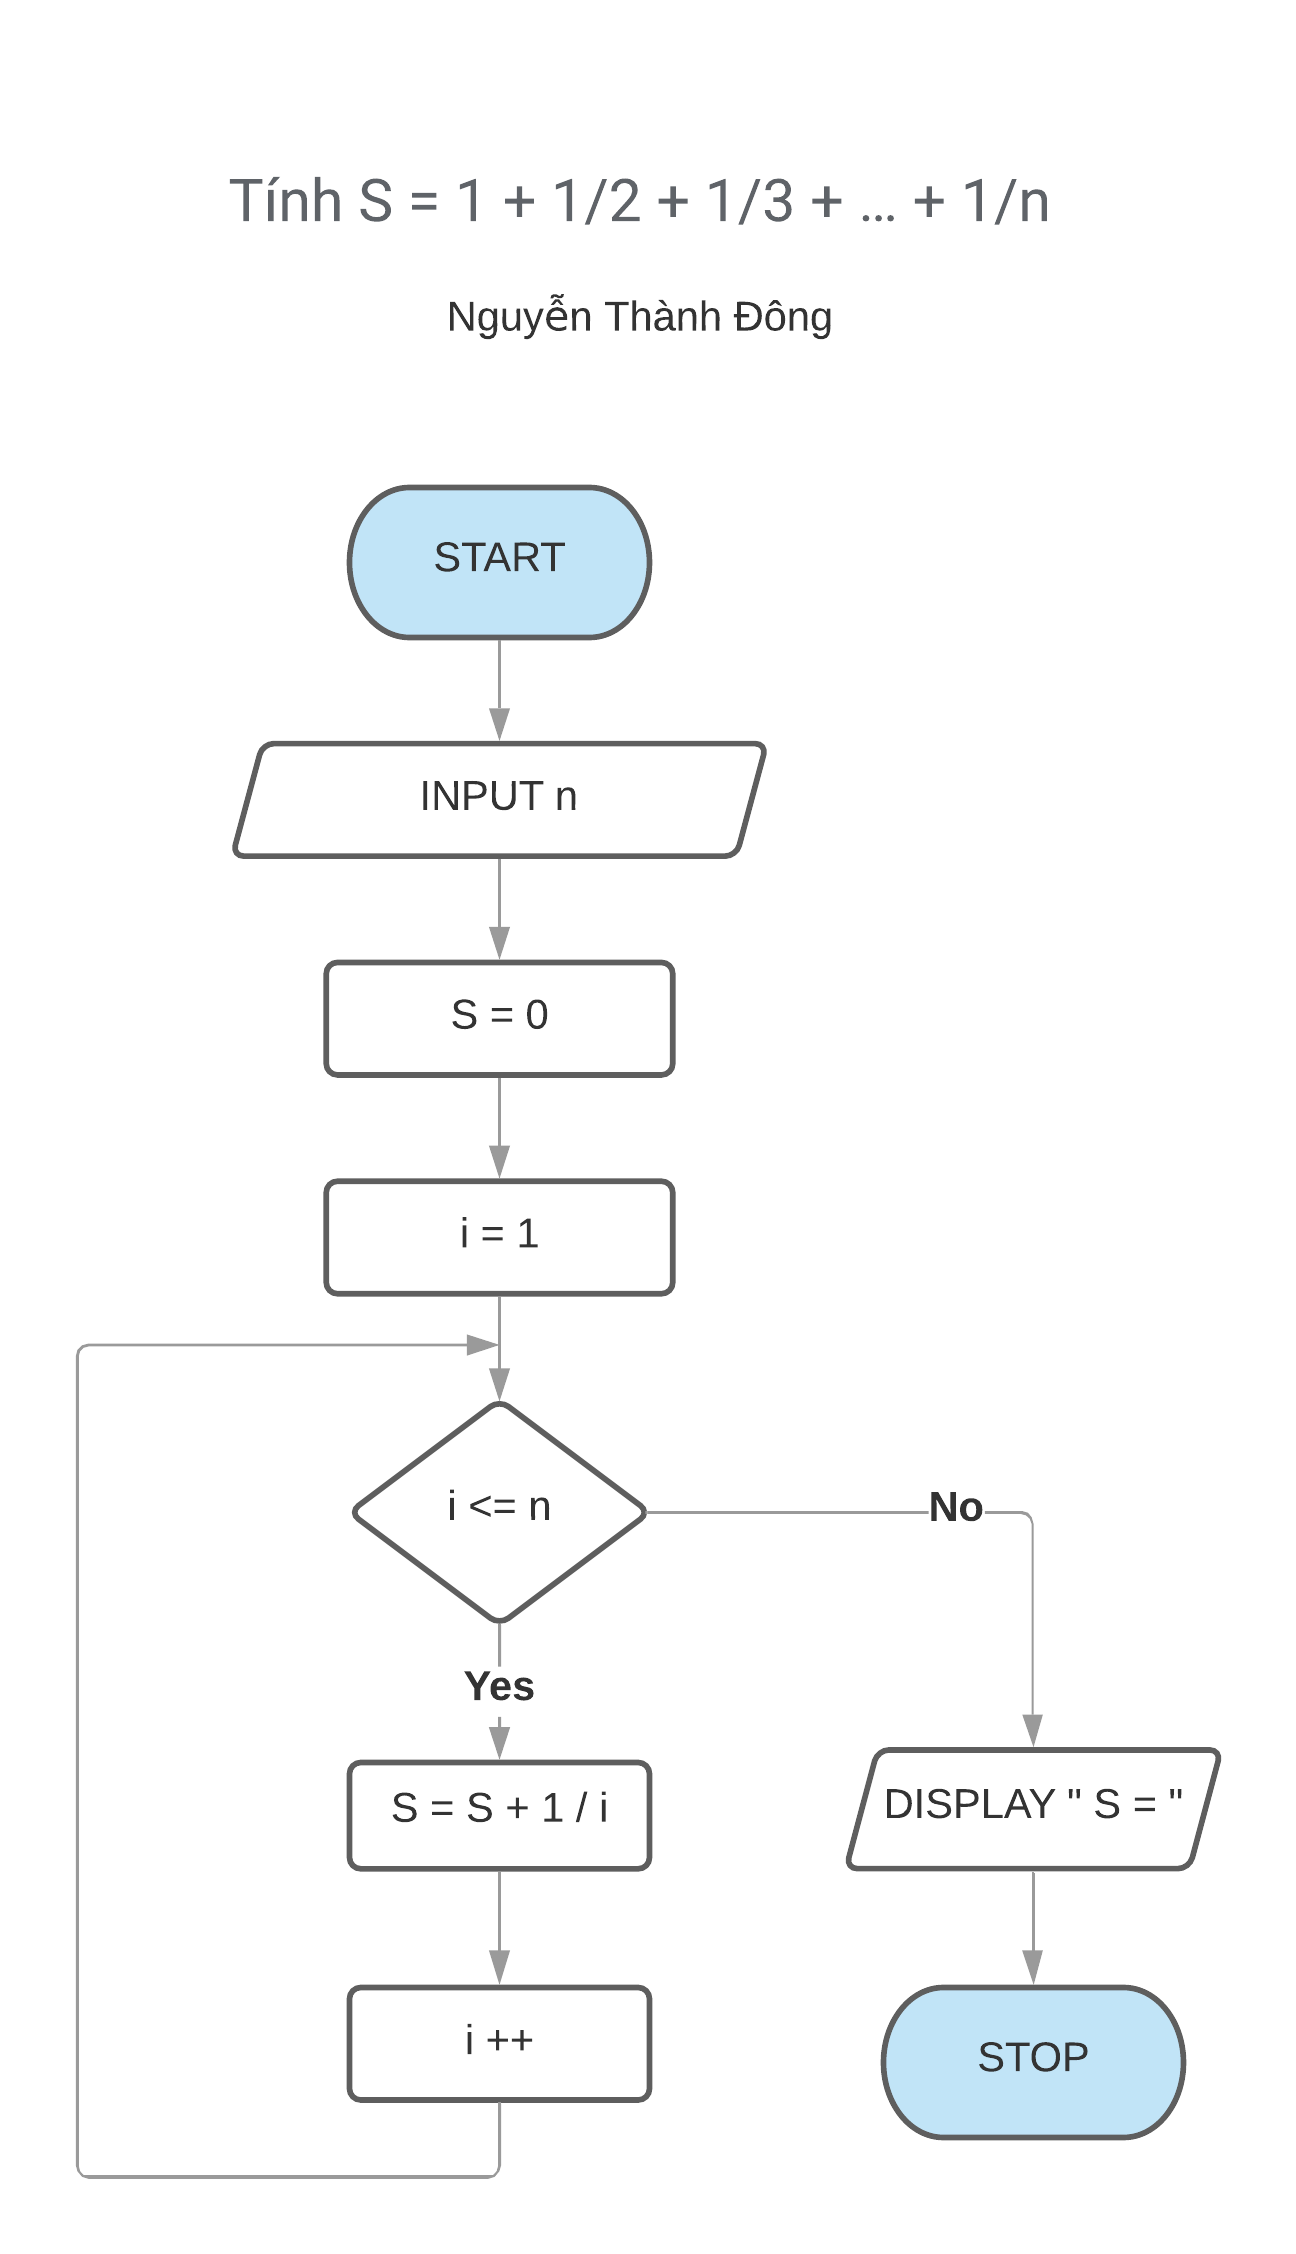 Tính S = 1 + 1/2 + 1/3 + ... + 1/n
Nguyễn Thành Đông
START
INPUT n
S = 0
i = 1
i <= n
No
Yes
S = S + 1 / i
DISPLAY " S = "
i ++
STOP